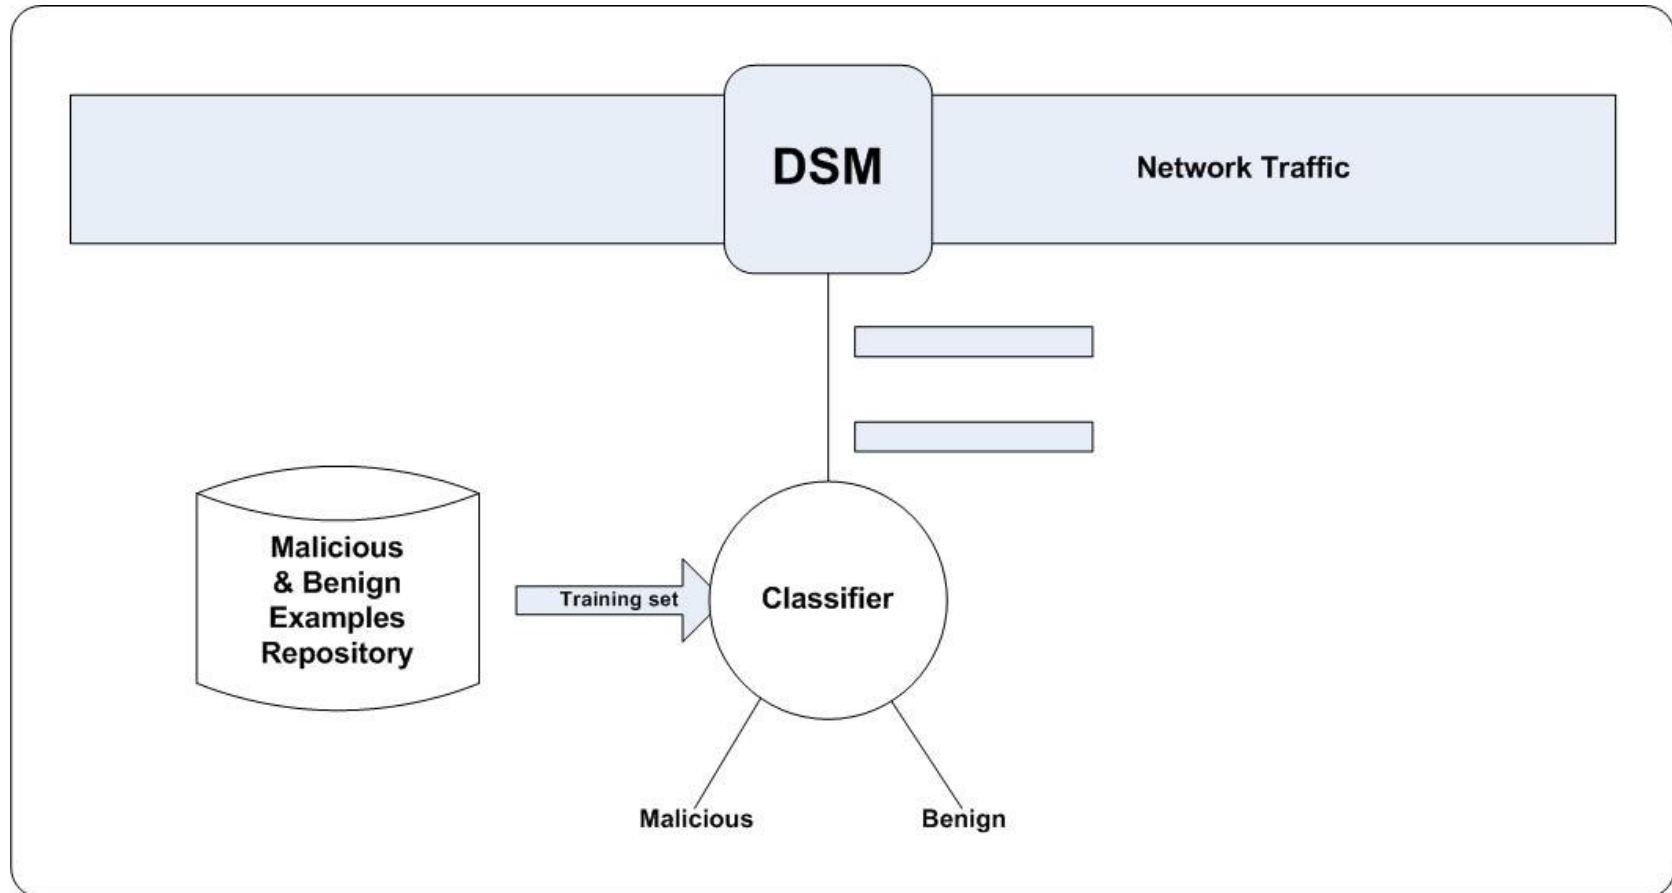 DSM
Network Traffic
Malicious
& Benign
Examples
Repository
Training set
Classifier
Malicious
Benign